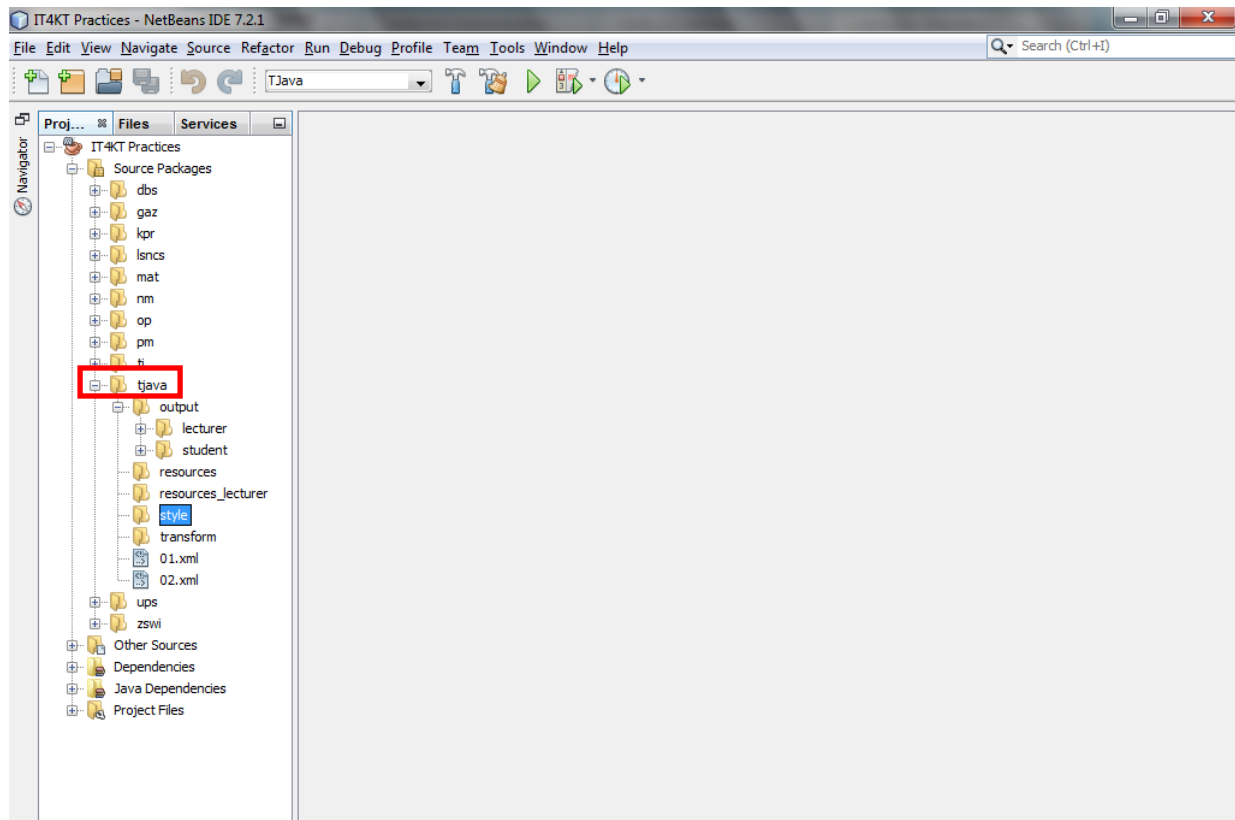 IT4KT Practices - NetBeans IDE 7.2.1
File Edit View Navigate Source Refactor Run Debug Profile Team Tools Window Help
Search (Ctrl+I)
TJava
Proj... Files Services
Navigator
IT4KT Practices
Source Packages
dbs
gaz
kpr
lsncs
mat
nm
op
pm
ti
tjava
output
lecturer
student
resources
resources_lecturer
style
transform
01.xml
02.xml
ups
zswi
Other Sources
Dependencies
Java Dependencies
Project Files